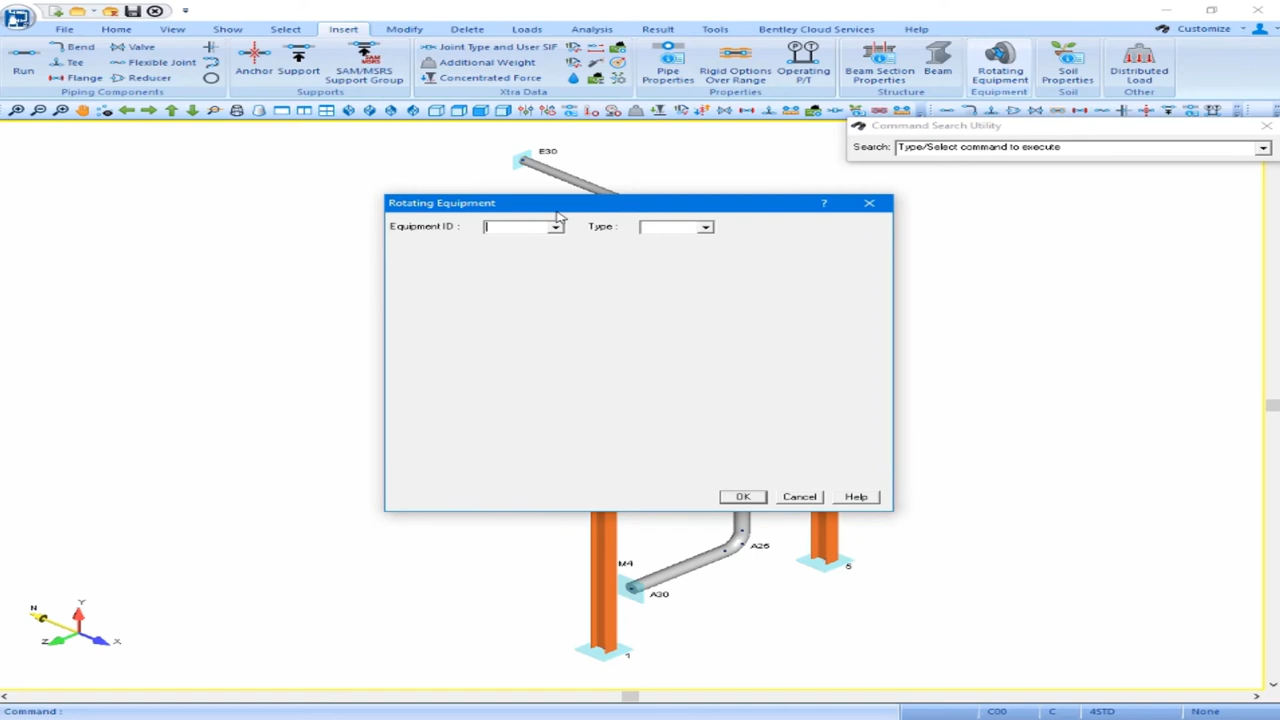 File Home View Show Select Insert Modify Delete Loads Analysis Result Tools Bentley Cloud Services Help Customize
Run
Bend Valve
Tee Flexible Joint
Flange Reducer
Piping Components
Anchor Support SAM/MSRS Support Group
Supports
Joint Type and User SIF
Additional Weight
Concentrated Force
Xtra Data
Pipe Properties Rigid Options Over Range Operating P/T
Properties
Beam Section Properties Beam
Structure
Rotating Equipment
Equipment
Soil Properties
Soil
Distributed Load
Other
Command Search Utility
Search: Type/Select command to execute
E30
Rotating Equipment ?
Equipment ID : Type :
OK Cancel Help
A25
M4
A30
5
1
N
Y
Z
X
Command :
C00 C 4STD None